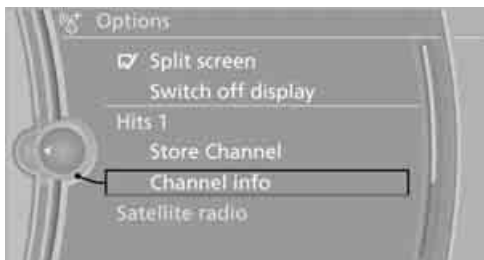 Options
Split screen
Switch off display
Hits 1
Store Channel
Channel info
Satellite radio